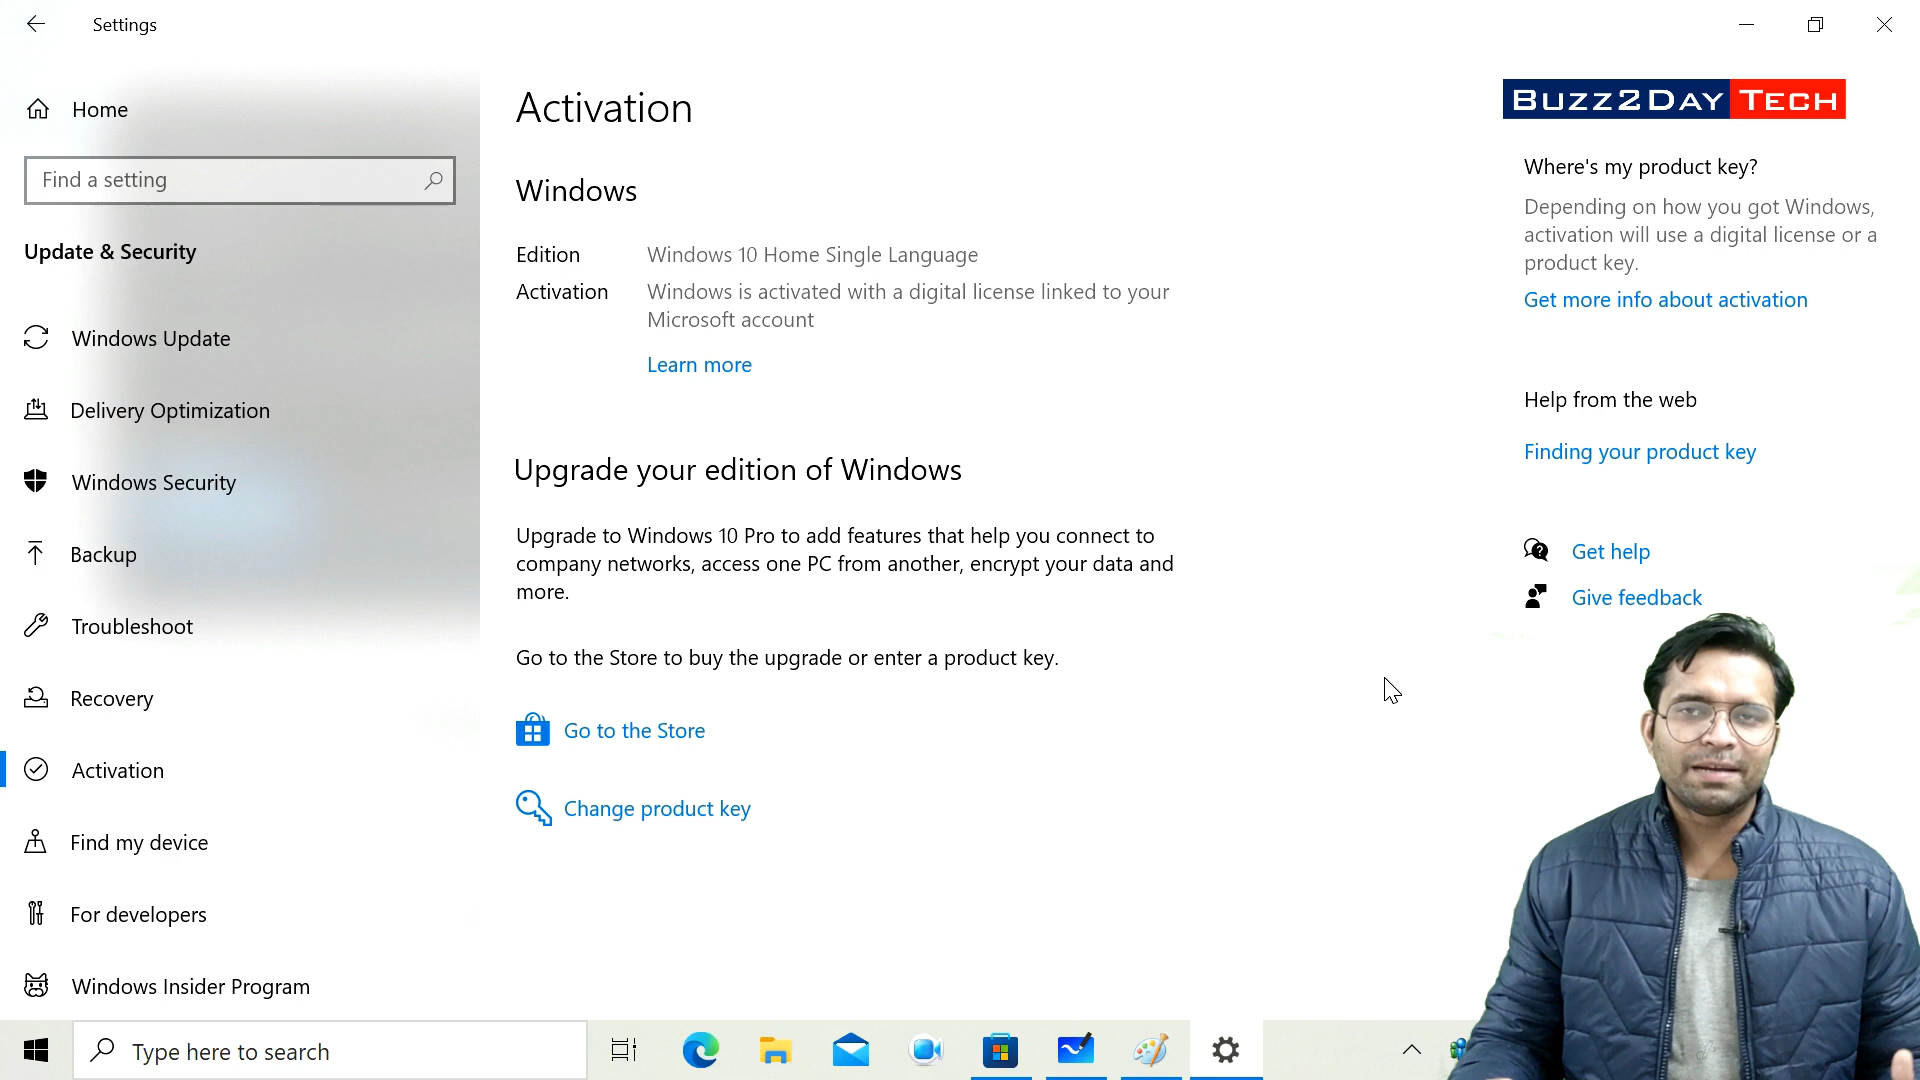 Settings
Home
Find a setting
Update & Security
Windows Update
Delivery Optimization
Windows Security
Backup
Troubleshoot
Recovery
Activation
Find my device
For developers
Windows Insider Program
Activation
Windows
Edition Windows 10 Home Single Language
Activation Windows is activated with a digital license linked to your
Microsoft account
Learn more
Upgrade your edition of Windows
Upgrade to Windows 10 Pro to add features that help you connect to
company networks, access one PC from another, encrypt your data and
more.
Go to the Store to buy the upgrade or enter a product key.
Go to the Store
Change product key
BUZZ2DAY TECH
Where's my product key?
Depending on how you got Windows,
activation will use a digital license or a
product key.
Get more info about activation
Help from the web
Finding your product key
Get help
Give feedback
Type here to search